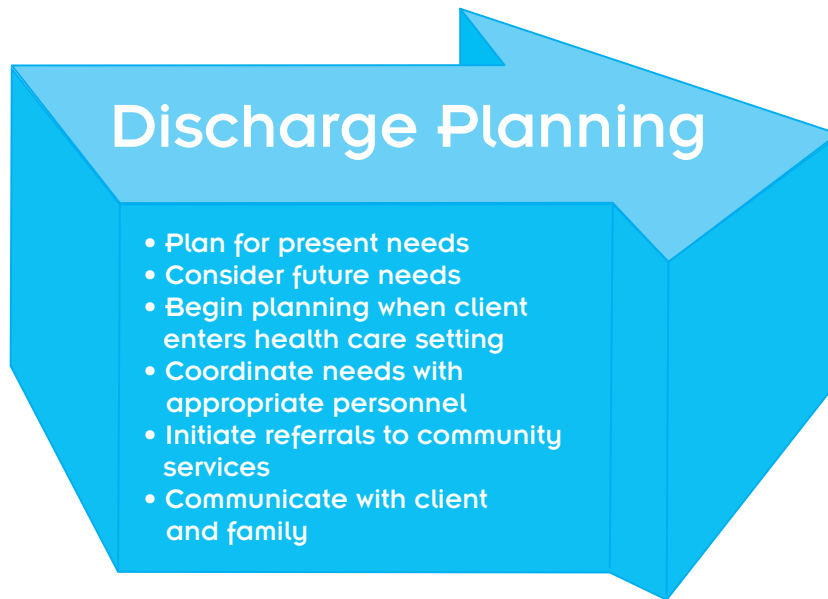 Discharge Planning
• Plan for present needs
• Consider future needs
• Begin planning when client
enters health care setting
• Coordinate needs with
appropriate personnel
• Initiate referrals to community
services
• Communicate with client
and family